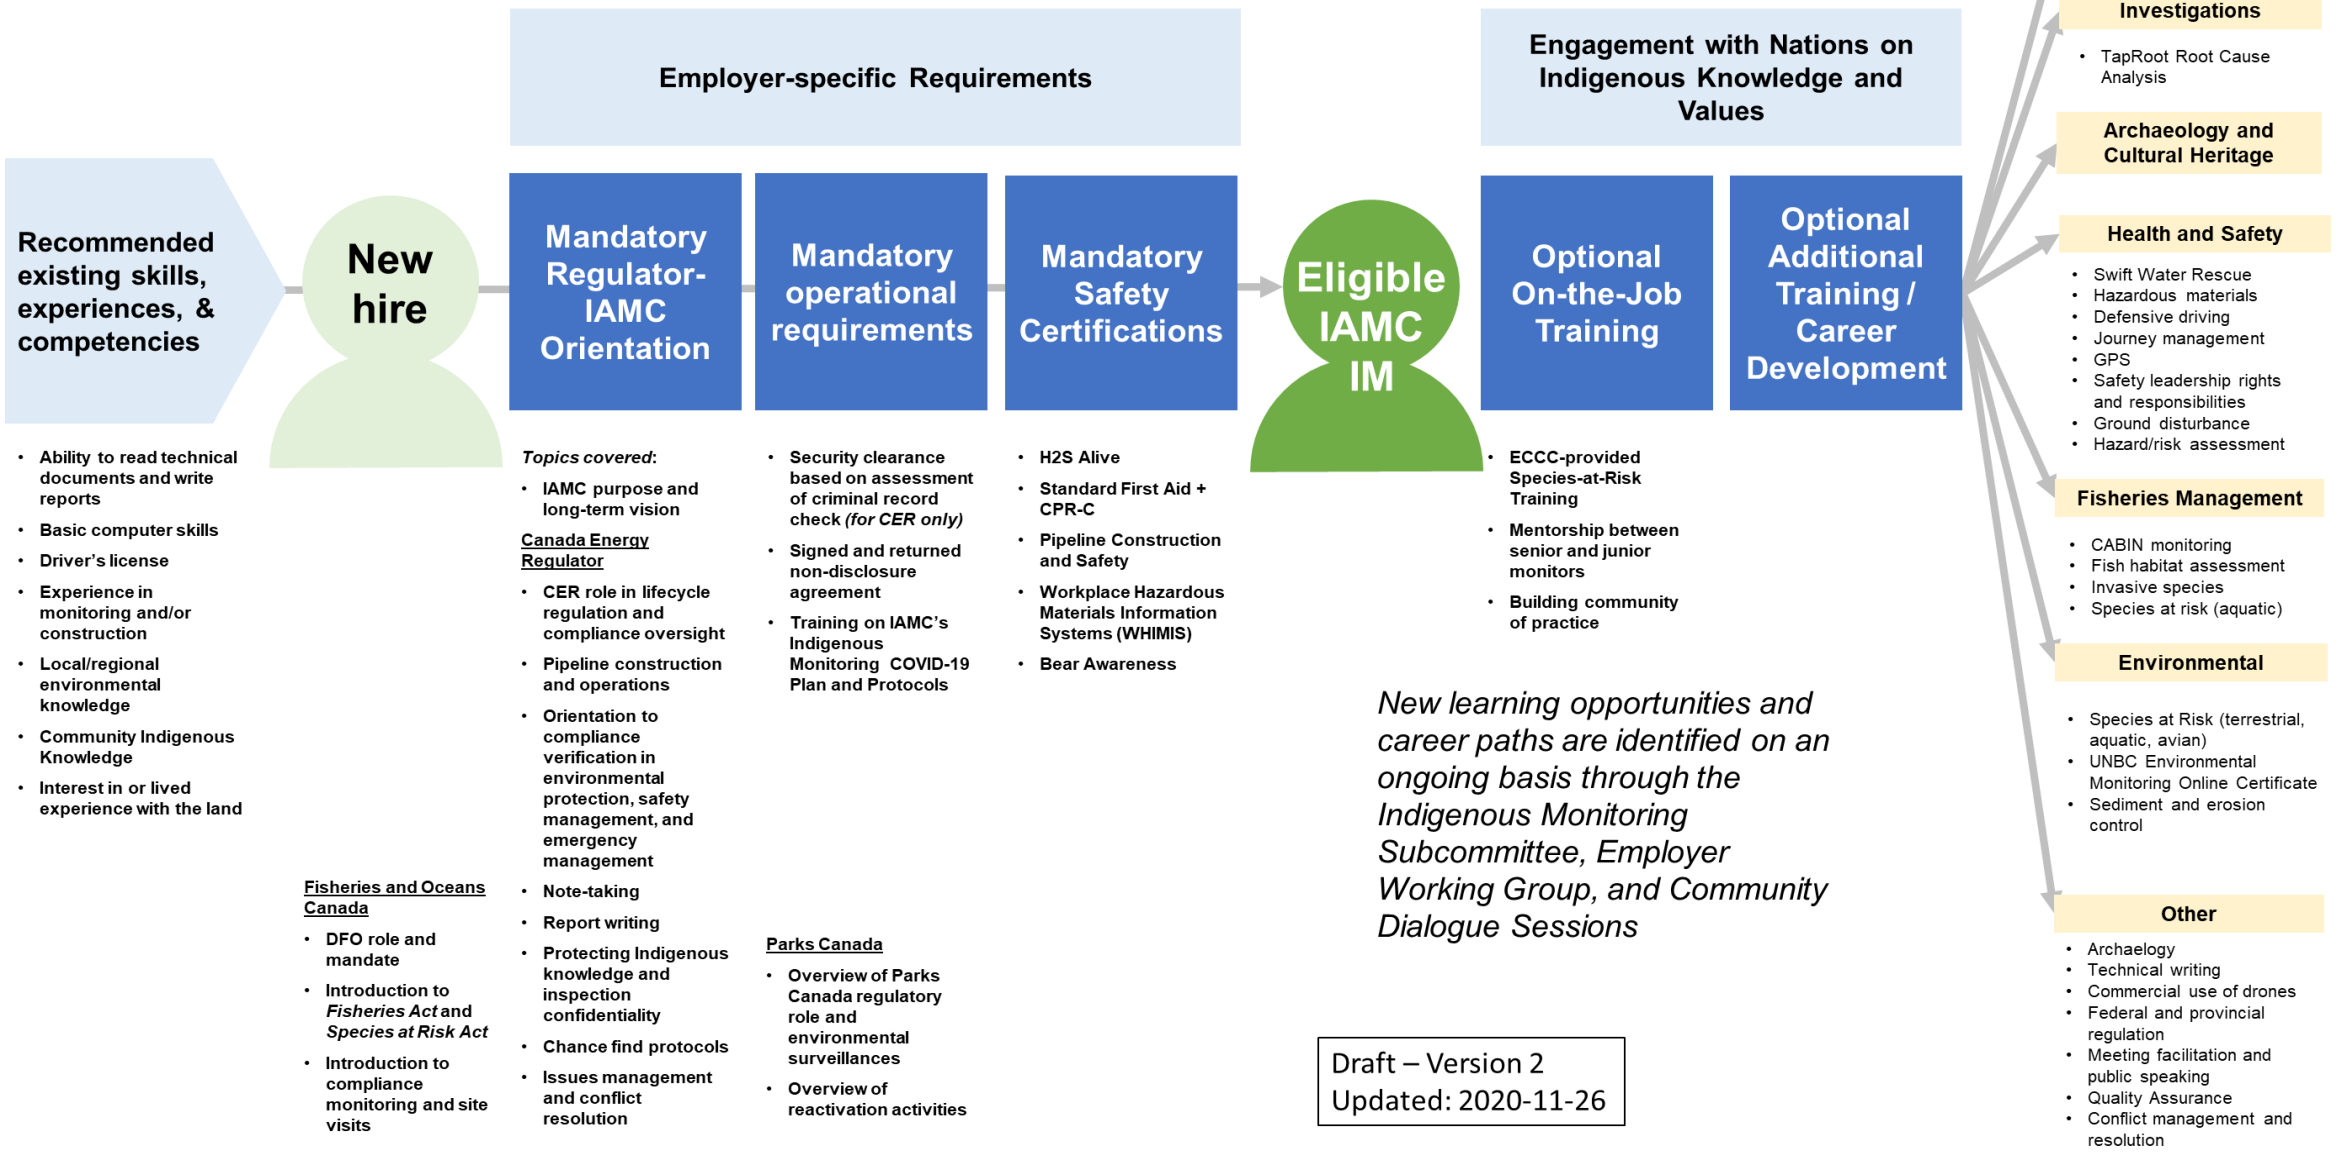 Employer-specific Requirements
Engagement with Nations on
Indigenous Knowledge and
Values
Recommended
existing skills,
experiences, &
competencies
New
hire
Mandatory
Regulator-
IAMC
Orientation
Mandatory
operational
requirements
Mandatory
Safety
Certifications
Eligible
IAMC
IM
Optional
On-the-Job
Training
Optional
Additional
Training /
Career
Development
• Ability to read technical
documents and write
reports
• Basic computer skills
• Driver's license
• Experience in
monitoring and/or
construction
• Local/regional
environmental
knowledge
• Community Indigenous
Knowledge
• Interest in or lived
experience with the land
Fisheries and Oceans
Canada
• DFO role and
mandate
• Introduction to
Fisheries Act and
Species at Risk Act
• Introduction to
compliance
monitoring and site
visits
Topics covered:
• IAMC purpose and
long-term vision
Canada Energy
Regulator
• CER role in lifecycle
regulation and
compliance oversight
• Pipeline construction
and operations
• Orientation to
compliance
verification in
environmental
protection, safety
management, and
emergency
management
• Note-taking
• Report writing
• Protecting Indigenous
knowledge and
inspection
confidentiality
• Chance find protocols
• Issues management
and conflict
resolution
• Security clearance
based on assessment
of criminal record
check (for CER only)
• Signed and returned
non-disclosure
agreement
• Training on IAMC's
Indigenous
Monitoring COVID-19
Plan and Protocols
Parks Canada
• Overview of Parks
Canada regulatory
role and
environmental
surveillances
• Overview of
reactivation activities
• H2S Alive
• Standard First Aid +
CPR-C
• Pipeline Construction
and Safety
• Workplace Hazardous
Materials Information
Systems (WHIMIS)
• Bear Awareness
• ECCC-provided
Species-at-Risk
Training
• Mentorship between
senior and junior
monitors
• Building community
of practice
New learning opportunities and
career paths are identified on an
ongoing basis through the
Indigenous Monitoring
Subcommittee, Employer
Working Group, and Community
Dialogue Sessions
Draft – Version 2
Updated: 2020-11-26
Investigations
• TapRoot Root Cause
Analysis
Archaeology and
Cultural Heritage
Health and Safety
• Swift Water Rescue
• Hazardous materials
• Defensive driving
• Journey management
• GPS
• Safety leadership rights
and responsibilities
• Ground disturbance
• Hazard/risk assessment
Fisheries Management
• CABIN monitoring
• Fish habitat assessment
• Invasive species
• Species at risk (aquatic)
Environmental
• Species at Risk (terrestrial,
aquatic, avian)
• UNBC Environmental
Monitoring Online Certificate
• Sediment and erosion
control
Other
• Archaelogy
• Technical writing
• Commercial use of drones
• Federal and provincial
regulation
• Meeting facilitation and
public speaking
• Quality Assurance
• Conflict management and
resolution